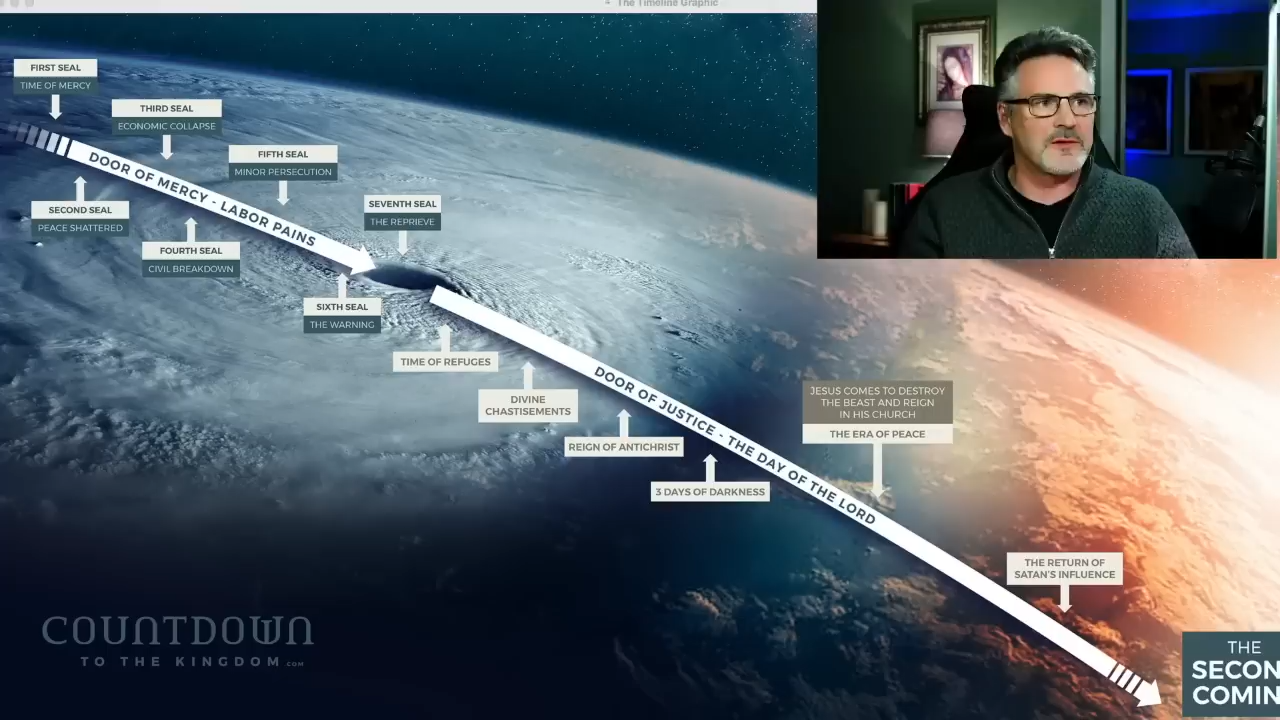 The Timeline Graphic
FIRST SEAL
TIME OF MERCY
THIRD SEAL
ECONOMIC COLLAPSE
FIFTH SEAL
MINOR PERSECUTION
SEVENTH SEAL
THE REPRIEVE
DOOR OF MERCY - LABOR PAINS
SECOND SEAL
PEACE SHATTERED
FOURTH SEAL
CIVIL BREAKDOWN
SIXTH SEAL
THE WARNING
TIME OF REFUGES
DIVINE
CHASTISEMENTS
REIGN OF ANTICHRIST
3 DAYS OF DARKNESS
DOOR OF JUSTICE - THE DAY OF THE LORD
JESUS COMES TO DESTROY
THE BEAST AND REIGN
IN HIS CHURCH
THE ERA OF PEACE
THE RETURN OF
SATAN'S INFLUENCE
THE
SECON
COMIN
COUNTDOWN
TO THE KINGDOM.COM